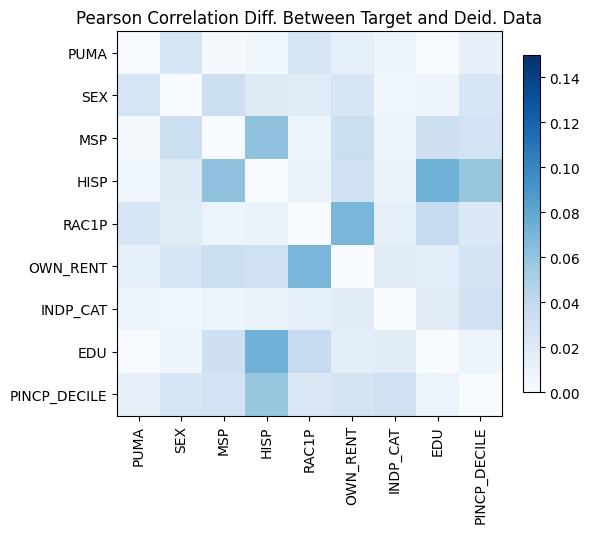 Pearson Correlation Diff. Between Target and Deid. Data
PUMA
SEX
MSP
HISP
RAC1P
OWN_RENT
INDP_CAT
EDU
PINCP_DECILE
PUMA
SEX
MSP
HISP
RAC1P
OWN_RENT
INDP_CAT
EDU
PINCP_DECILE
0.14
0.12
0.10
0.08
0.06
0.04
0.02
0.00